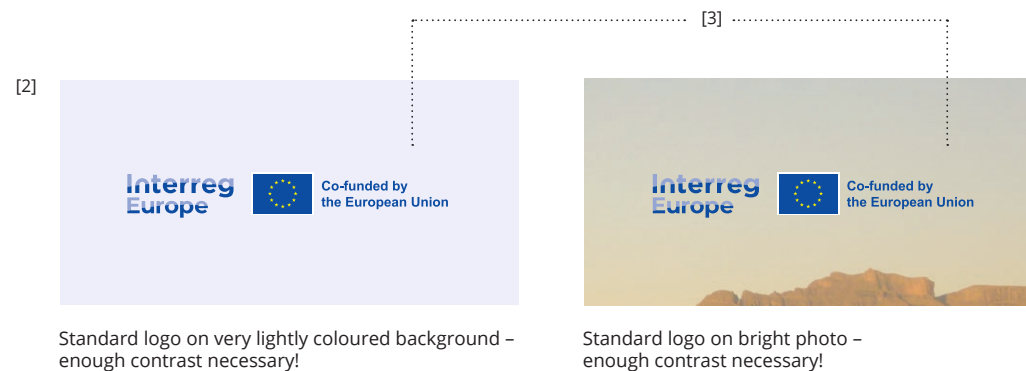 [3]
[2]
Interreg
Europe
Co-funded by
the European Union
Interreg
Europe
Co-funded by
the European Union
Standard logo on very lightly coloured background –
enough contrast necessary!
Standard logo on bright photo –
enough contrast necessary!